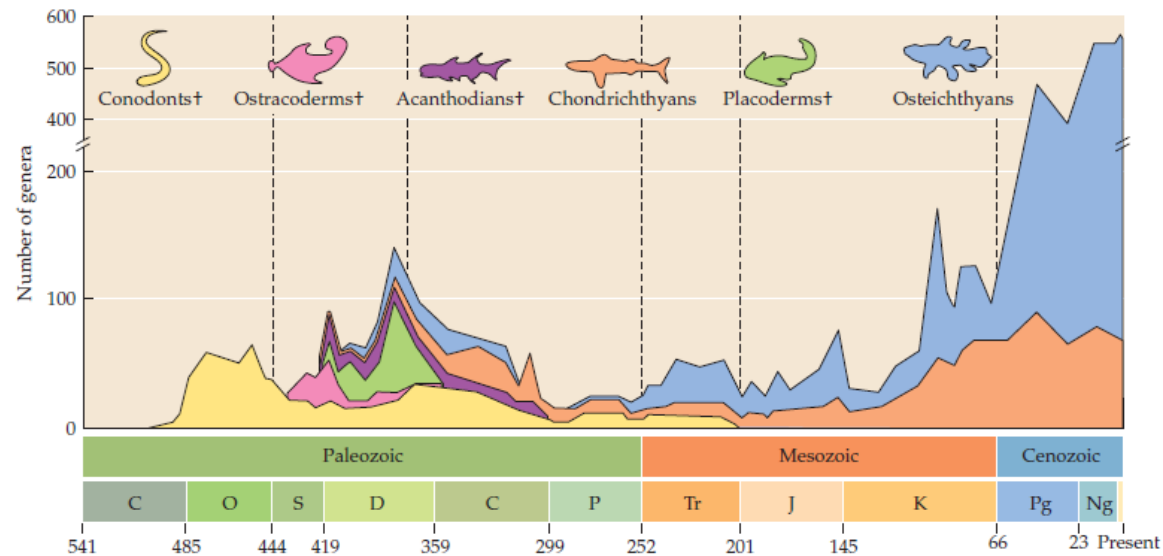 600
500
400
200
100
0
Number of genera
Conodonts† Ostracoderms† Acanthodians† Chondrichthyans Placoderms† Osteichthyans
Paleozoic Mesozoic Cenozoic
C O S D C P Tr J K Pg Ng
541 485 444 419 359 299 252 201 145 66 23 Present